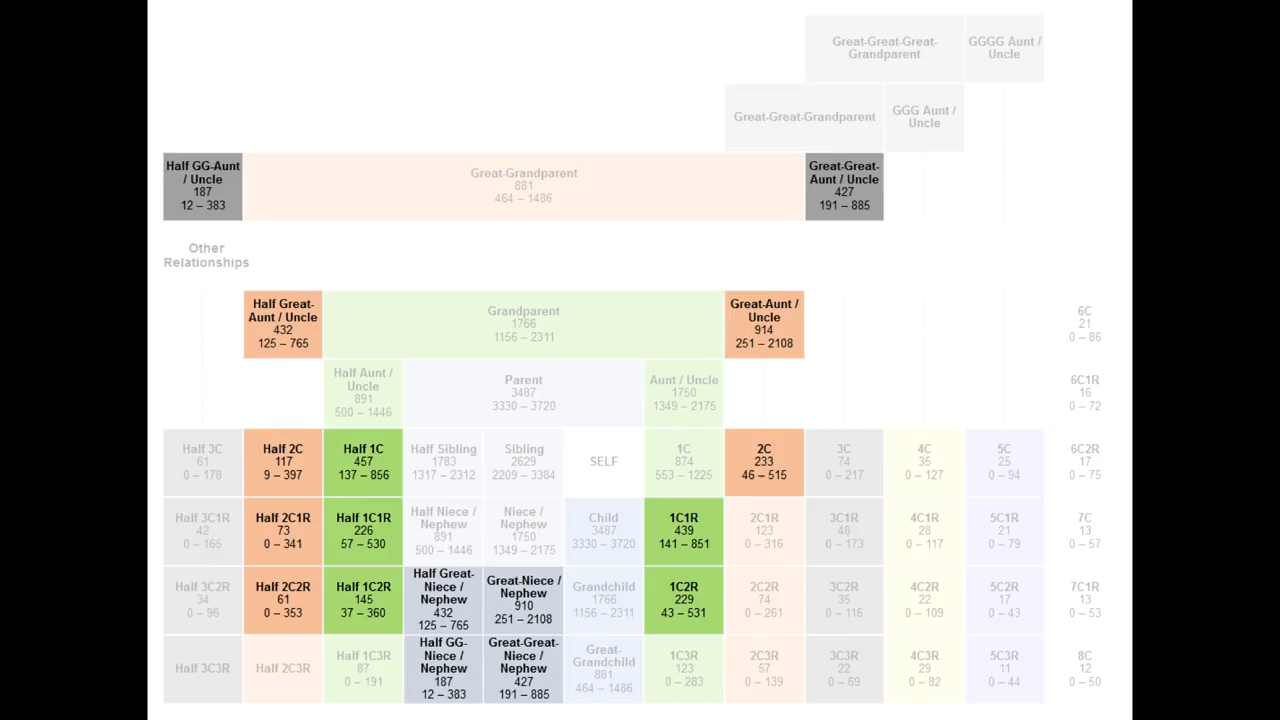 Great-Great-Great-
Grandparent
GGGG Aunt /
Uncle
Great-Great-Grandparent
GGG Aunt /
Uncle
Half GG-Aunt
/ Uncle
187
12 – 383
Great-Grandparent
881
464 – 1486
Great-Great-
Aunt / Uncle
427
191 – 885
Other
Relationships
Half Great-
Aunt / Uncle
432
125 – 765
Grandparent
1766
1156 – 2311
Great-Aunt /
Uncle
914
251 – 2108
6C
21
0 – 86
Half Aunt /
Uncle
891
500 – 1446
Parent
3487
3330 – 3720
Aunt / Uncle
1750
1349 – 2175
6C1R
16
0 – 72
Half 3C
61
0 – 178
Half 2C
117
9 – 397
Half 1C
457
137 – 856
Half Sibling
1783
1317 – 2312
Sibling
2629
2209 – 3384
SELF
1C
874
553 – 1225
2C
233
46 – 515
3C
74
0 – 217
4C
35
0 – 127
5C
25
0 – 94
6C2R
17
0 – 75
Half 3C1R
42
0 – 165
Half 2C1R
73
0 – 341
Half 1C1R
226
57 – 530
Half Niece /
Nephew
891
500 – 1446
Niece /
Nephew
1750
1349 – 2175
Child
3487
3330 – 3720
1C1R
439
141 – 851
2C1R
123
0 – 316
3C1R
48
0 – 173
4C1R
28
0 – 117
5C1R
21
0 – 79
7C
13
0 – 57
Half 3C2R
34
0 – 96
Half 2C2R
61
0 – 353
Half 1C2R
145
37 – 360
Half Great-
Niece /
Nephew
432
125 – 765
Great-Niece /
Nephew
910
251 – 2108
Grandchild
1766
1156 – 2311
1C2R
229
43 – 531
2C2R
74
0 – 261
3C2R
35
0 – 116
4C2R
22
0 – 109
5C2R
17
0 – 43
7C1R
13
0 – 53
Half 3C3R
Half 2C3R
Half 1C3R
87
0 – 191
Half GG-
Niece /
Nephew
187
12 – 383
Great-Great-
Niece /
Nephew
427
191 – 885
Great-
Grandchild
881
464 – 1486
1C3R
123
0 – 283
2C3R
57
0 – 139
3C3R
22
0 – 69
4C3R
29
0 – 82
5C3R
11
0 – 44
8C
12
0 – 50